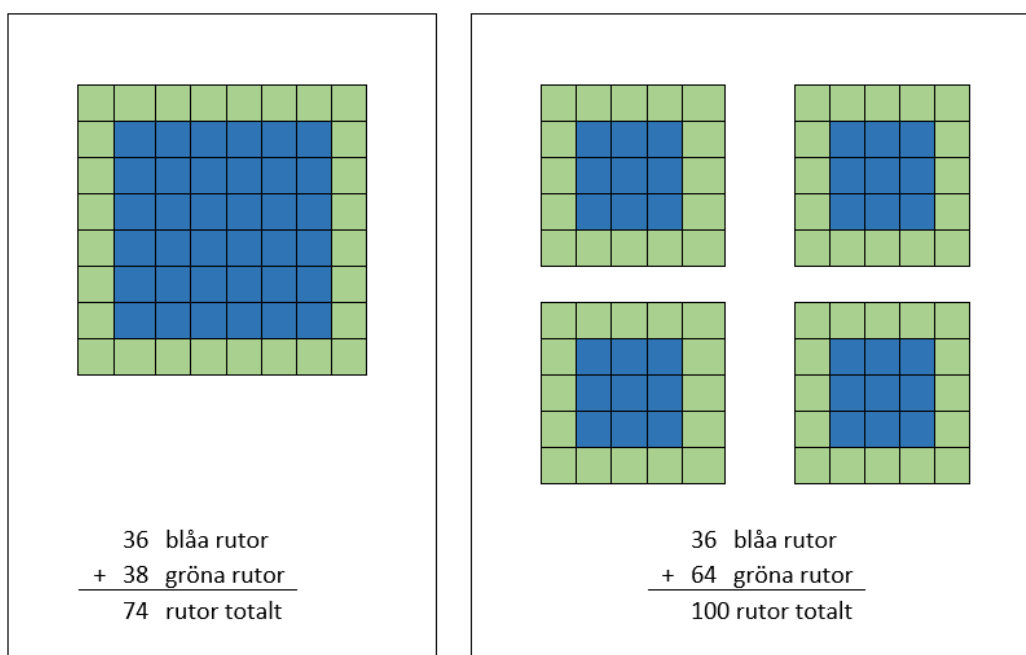 36 blåa rutor
+ 38 gröna rutor
74 rutor totalt
36 blåa rutor
+ 64 gröna rutor
100 rutor totalt